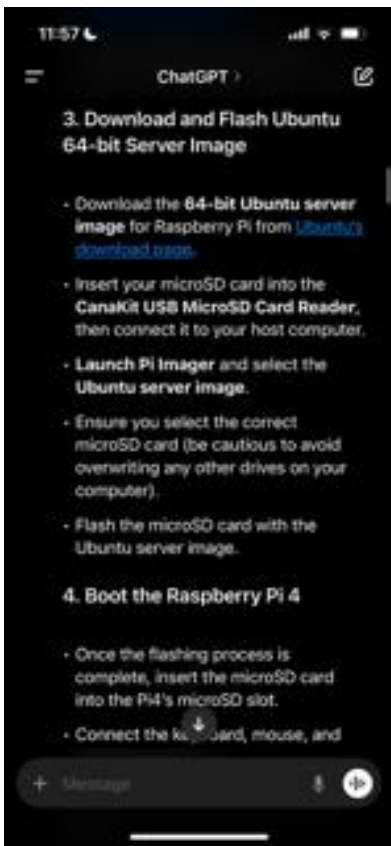 11:57
ChatGPT >
3. Download and Flash Ubuntu
64-bit Server Image
• Download the 64-bit Ubuntu server
image for Raspberry Pi from Ubuntu's
download page.
• Insert your microSD card into the
CanaKit USB MicroSD Card Reader,
then connect it to your host computer.
• Launch Pi Imager and select the
Ubuntu server image.
• Ensure you select the correct
microSD card (be cautious to avoid
overwriting any other drives on your
computer).
• Flash the microSD card with the
Ubuntu server image.
4. Boot the Raspberry Pi 4
• Once the flashing process is
complete, insert the microSD card
into the Pi4's microSD slot.
• Connect the mouse, and
Message